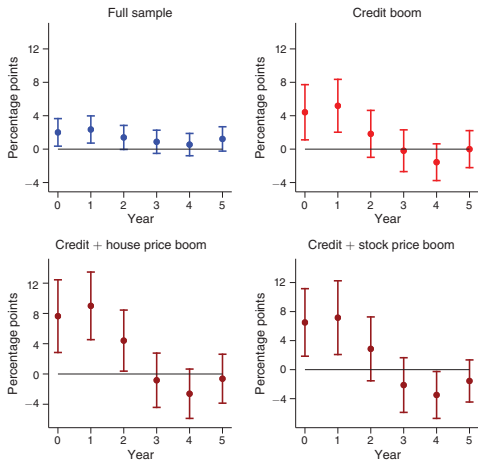 Full sample
Percentage points
12
8
4
0
−4
0 1 2 3 4 5
Year
Credit boom
Percentage points
12
8
4
0
−4
0 1 2 3 4 5
Year
Credit + house price boom
Percentage points
12
8
4
0
−4
0 1 2 3 4 5
Year
Credit + stock price boom
Percentage points
12
8
4
0
−4
0 1 2 3 4 5
Year